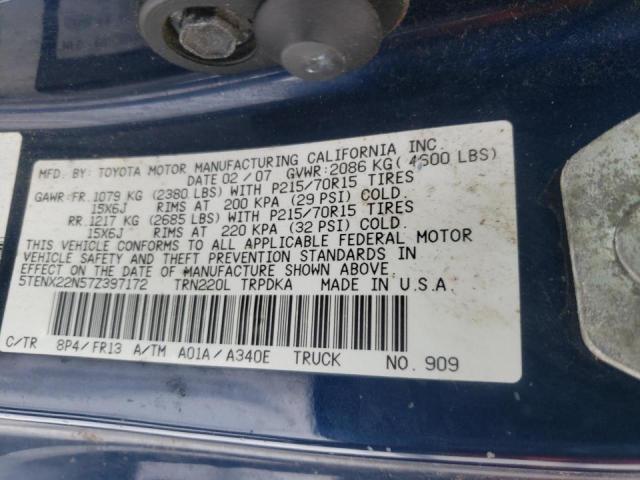 MFD. BY: TOYOTA MOTOR MANUFACTURING CALIFORNIA INC.
DATE 02/07 GVWR: 2086 KG( 4600 LBS)
GAWR: FR. 1079 KG (2380 LBS) WITH P215/70R15 TIRES
15X6J RIMS AT 200 KPA (29 PSI) COLD.
RR. 1217 KG (2685 LBS) WITH P215/70R15 TIRES
15X6J RIMS AT 220 KPA (32 PSI) COLD.
THIS VEHICLE CONFORMS TO ALL APPLICABLE FEDERAL MOTOR
VEHICLE SAFETY AND THEFT PREVENTION STANDARDS IN
EFFECT ON THE DATE OF MANUFACTURE SHOWN ABOVE.
5TENX22N57Z397172 TRN220L TRPDKA MADE IN U.S.A.
C/TR 8P4/FR13 A/TM A01A/A340E TRUCK NO. 909